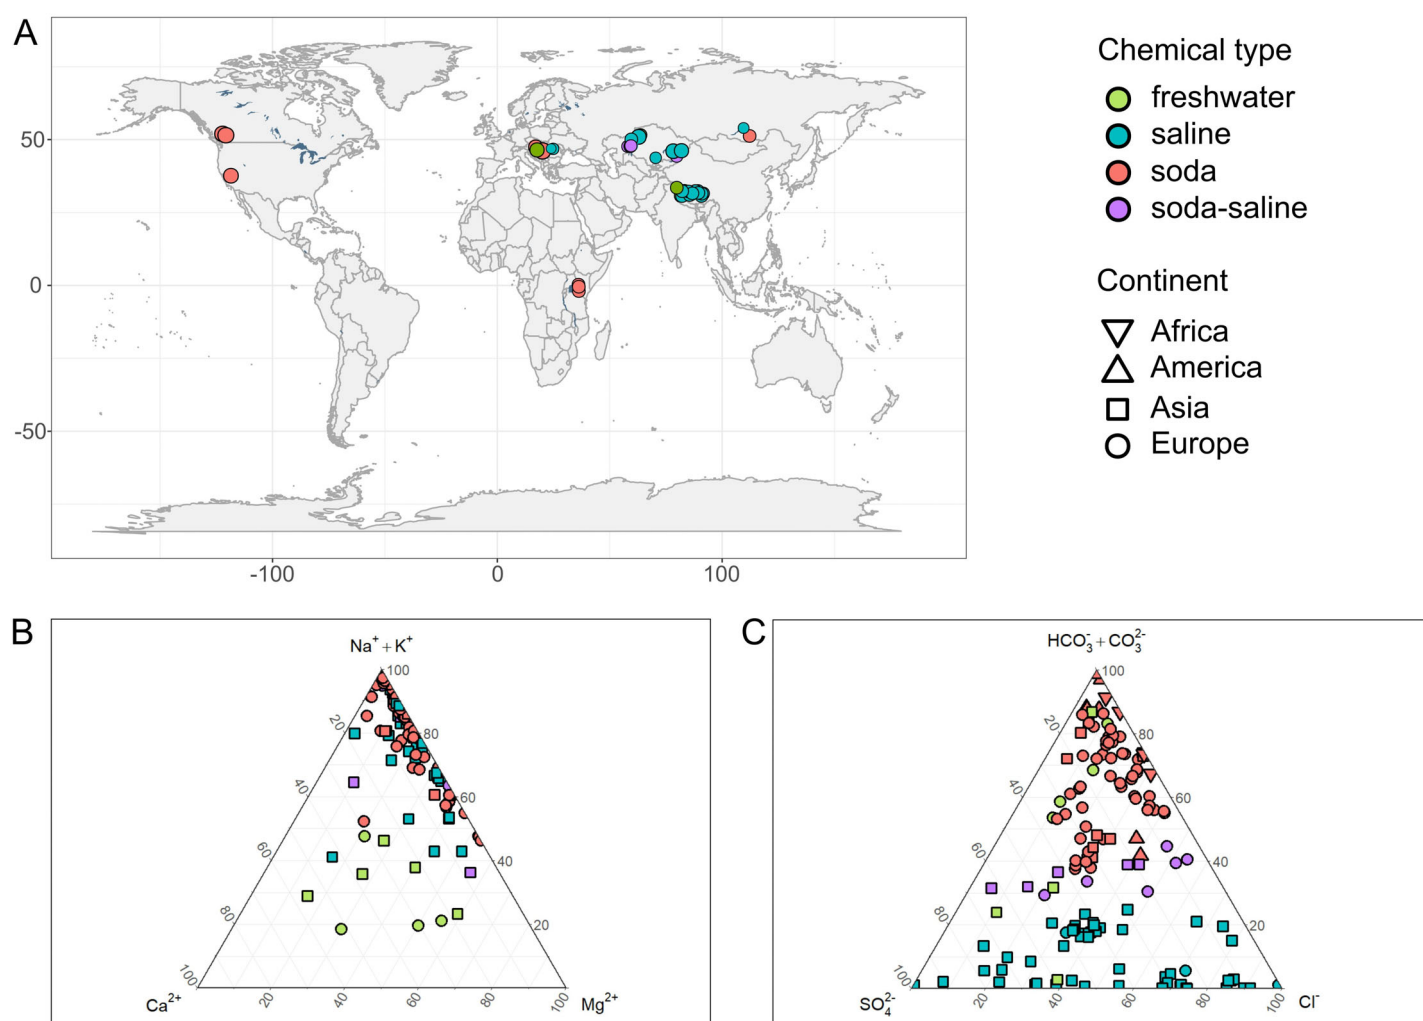 A
50
0
-50
-100
0
100
Chemical type
freshwater
saline
soda
soda-saline
Continent
Africa
America
Asia
Europe
B
Na⁺ + K⁺
100
80
60
40
20
20
40
60
80
100
Ca²⁺
20
40
60
80
100
Mg²⁺
C
HCO₃⁻ + CO₃²⁻
100
80
60
40
20
20
40
60
80
100
SO₄²⁻
20
40
60
80
100
Cl⁻